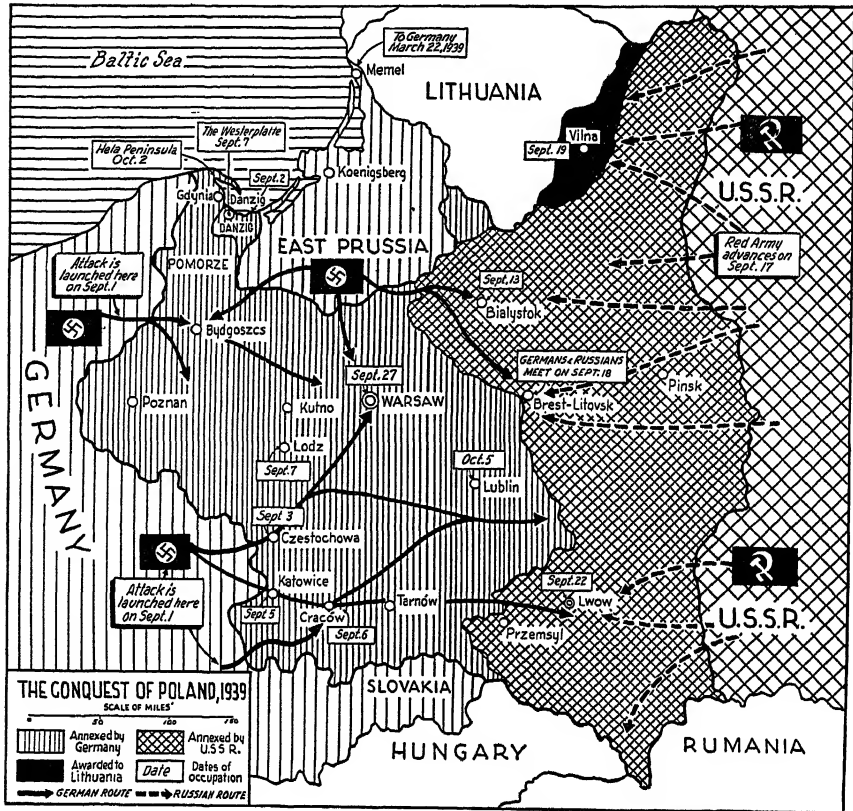 Baltic Sea
To Germany
March 22, 1939
Memel
LITHUANIA
The Westerplatte
Sept. 7
Hela Peninsula
Oct. 2
Sept. 2
Vilna
Sept. 19
U.S.S.R.
Koenigsberg
Gdynia
Danzig
DANZIG
EAST PRUSSIA
Red Army
advances on
Sept. 17
POMORZE
Attack is
launched here
on Sept. 1
Sept. 13
Bialystok
Bydgoszcs
GERMANY
GERMANS & RUSSIANS
MEET ON SEPT. 18
Sept. 27
Pinsk
Poznan
Kutno
WARSAW
Brest-Litovsk
Lodz
Sept. 7
Oct. 5
Lublin
Sept 3
Czestochowa
Katowice
Attack is
launched here
on Sept. 1
Sept 5
Cracow
Sept. 6
Tarnów
Sept. 22
Lwow
Przemsyl
U.S.S.R.
SLOVAKIA
HUNGARY
RUMANIA
THE CONQUEST OF POLAND, 1939
SCALE OF MILES
0 50 100 150
Annexed by
Germany
Annexed by
U.S.S.R.
Awarded to
Lithuania
Date
Dates of
occupation
GERMAN ROUTE
RUSSIAN ROUTE